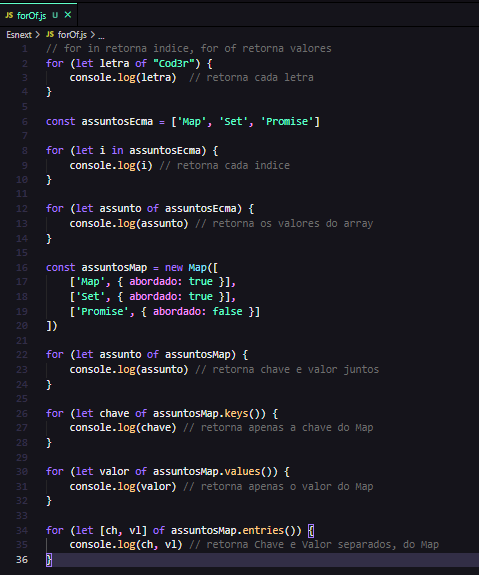 JS forOf.js U X
Esnext > JS forOf.js > ...
1 // for in retorna indice, for of retorna valores
2 for (let letra of "Cod3r") {
3     console.log(letra)  // retorna cada letra
4 }
5
6 const assuntosEcma = ['Map', 'Set', 'Promise']
7
8 for (let i in assuntosEcma) {
9     console.log(i) // retorna cada indice
10 }
11
12 for (let assunto of assuntosEcma) {
13     console.log(assunto) // retorna os valores do array
14 }
15
16 const assuntosMap = new Map([
17     ['Map', { abordado: true }],
18     ['Set', { abordado: true }],
19     ['Promise', { abordado: false }]
20 ])
21
22 for (let assunto of assuntosMap) {
23     console.log(assunto) // retorna chave e valor juntos
24 }
25
26 for (let chave of assuntosMap.keys()) {
27     console.log(chave) // retorna apenas a chave do Map
28 }
29
30 for (let valor of assuntosMap.values()) {
31     console.log(valor) // retorna apenas o valor do Map
32 }
33
34 for (let [ch, vl] of assuntosMap.entries()) {
35     console.log(ch, vl) // retorna Chave e Valor separados, do Map
36 }